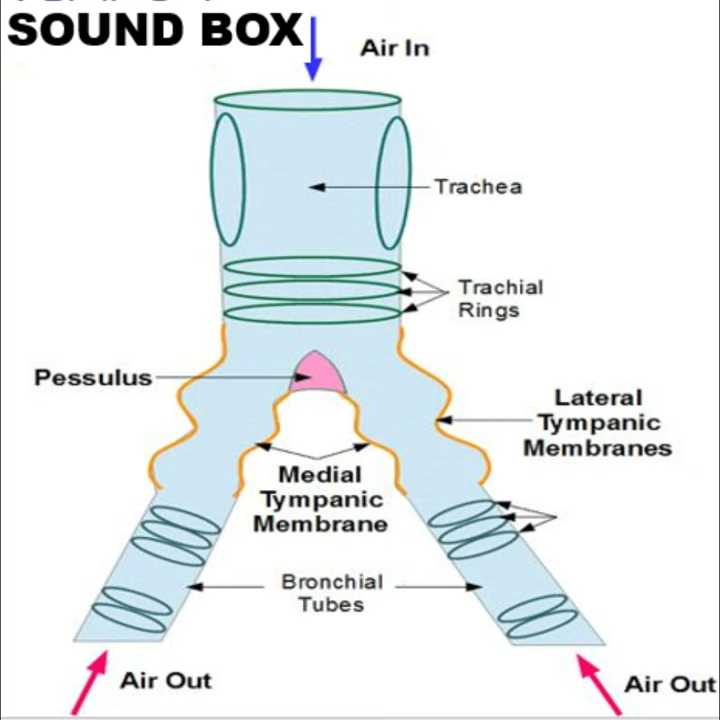 SOUND BOX
Air In
Trachea
Trachial
Rings
Pessulus
Lateral
Tympanic
Membranes
Medial
Tympanic
Membrane
Bronchial
Tubes
Air Out
Air Out